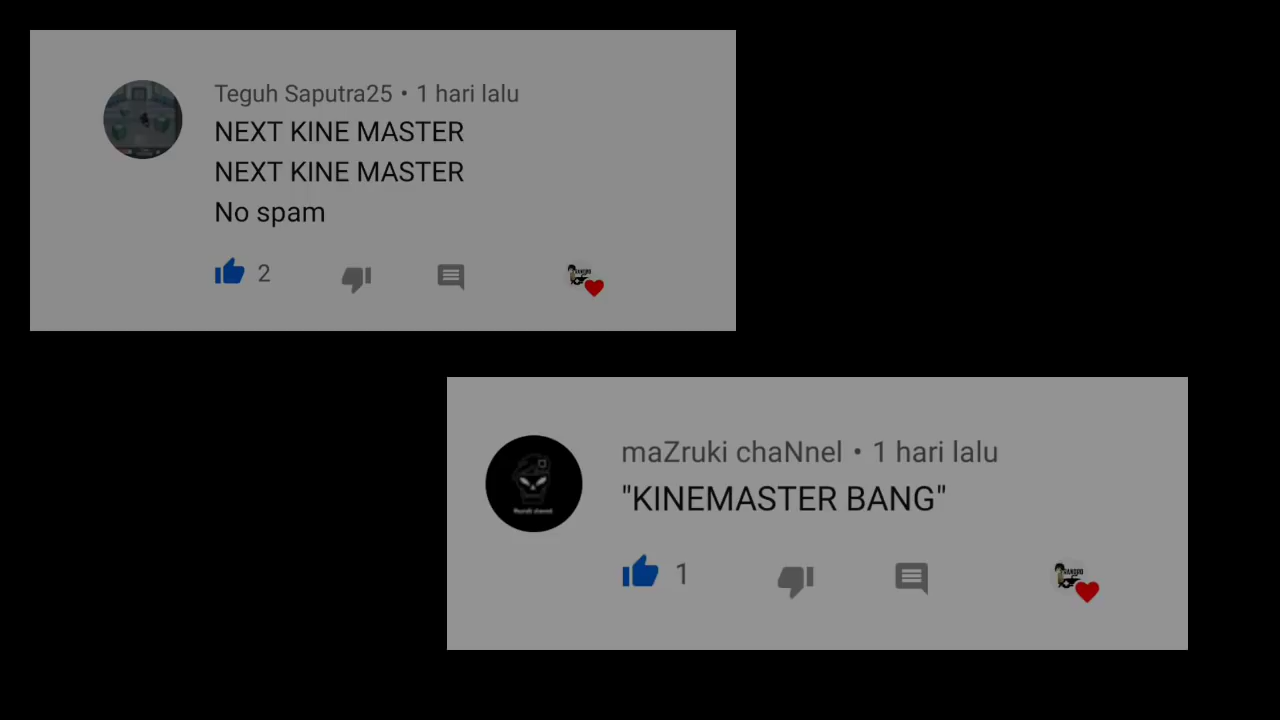 Teguh Saputra25 • 1 hari lalu
NEXT KINE MASTER
NEXT KINE MASTER
No spam
2
maZruki chaNnel • 1 hari lalu
"KINEMASTER BANG"
1